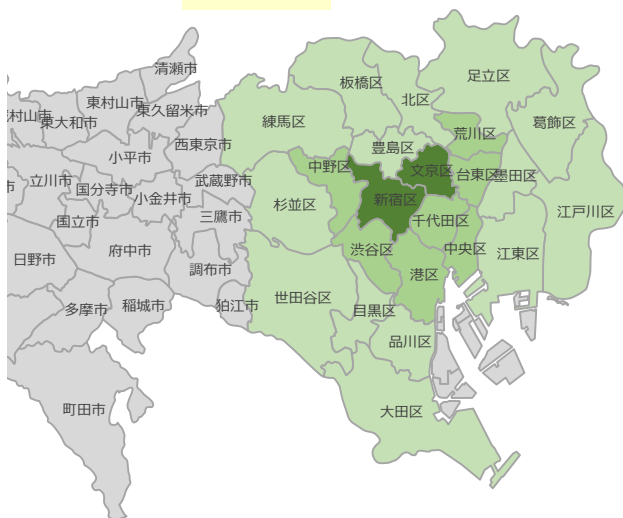 清瀬市
板橋区
足立区
東村山市
東久留米市
北区
村山市
東大和市
練馬区
荒川区
葛飾区
西東京市
豊島区
小平市
中野区
文京区
台東区
墨田区
立川市
武蔵野市
国分寺市
小金井市
杉並区
新宿区
市
国立市
三鷹市
千代田区
江戸川区
府中市
渋谷区
中央区
江東区
日野市
調布市
港区
世田谷区
狛江市
多摩市
稲城市
目黒区
品川区
町田市
大田区